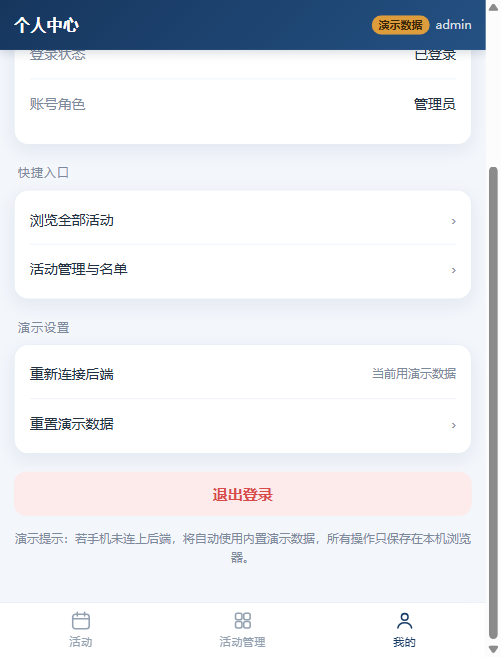 个人中心
演示数据 admin
登录状态 已登录
账号角色 管理员
快捷入口
浏览全部活动 ›
活动管理与名单 ›
演示设置
重新连接后端 当前用演示数据
重置演示数据 ›
退出登录
演示提示：若手机未连上后端，将自动使用内置演示数据，所有操作只保存在本机浏览
器。
活动 活动管理 我的